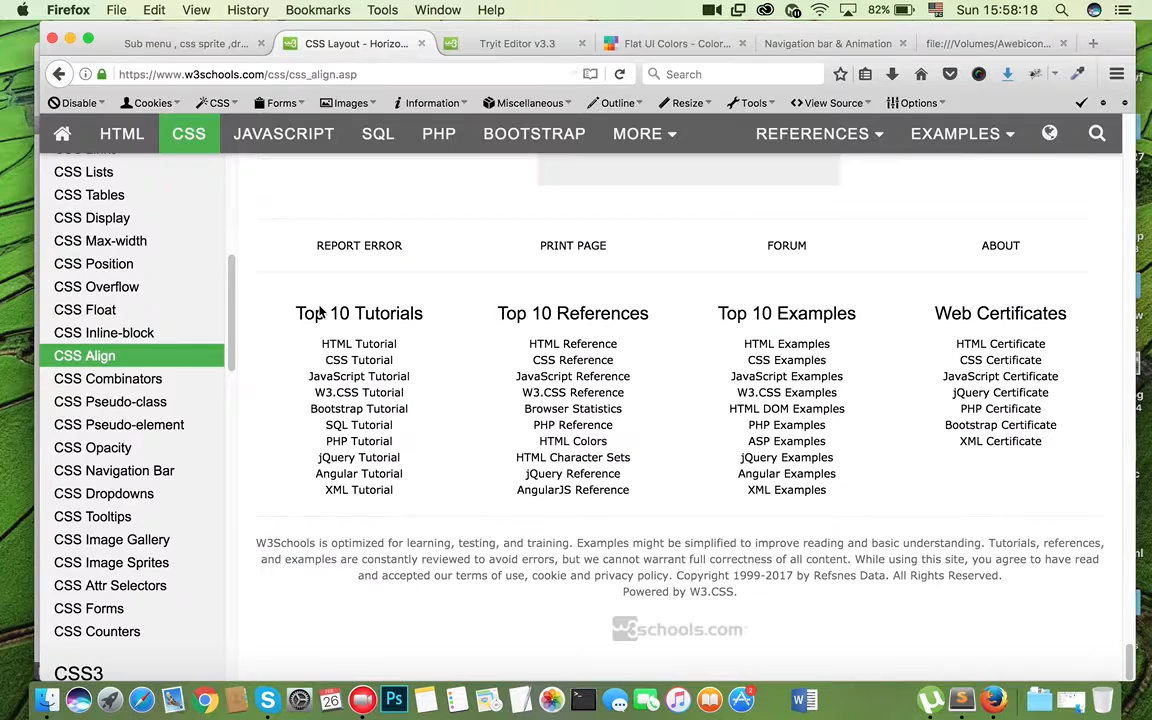 Firefox File Edit View History Bookmarks Tools Window Help 82% Sun 15:58:18
Sub menu , css sprite ,dr... CSS Layout - Horizo... Tryit Editor v3.3 Flat UI Colors - Color... Navigation bar & Animation file:///Volumes/Awebicon...
https://www.w3schools.com/css/css_align.asp Search
Disable Cookies CSS Forms Images Information Miscellaneous Outline Resize Tools View Source Options
HTML CSS JAVASCRIPT SQL PHP BOOTSTRAP MORE REFERENCES EXAMPLES
CSS Lists
CSS Tables
CSS Display
CSS Max-width
CSS Position
CSS Overflow
CSS Float
CSS Inline-block
CSS Align
CSS Combinators
CSS Pseudo-class
CSS Pseudo-element
CSS Opacity
CSS Navigation Bar
CSS Dropdowns
CSS Tooltips
CSS Image Gallery
CSS Image Sprites
CSS Attr Selectors
CSS Forms
CSS Counters
CSS3
REPORT ERROR PRINT PAGE FORUM ABOUT
Top 10 Tutorials
HTML Tutorial
CSS Tutorial
JavaScript Tutorial
W3.CSS Tutorial
Bootstrap Tutorial
SQL Tutorial
PHP Tutorial
jQuery Tutorial
Angular Tutorial
XML Tutorial
Top 10 References
HTML Reference
CSS Reference
JavaScript Reference
W3.CSS Reference
Browser Statistics
PHP Reference
HTML Colors
HTML Character Sets
jQuery Reference
AngularJS Reference
Top 10 Examples
HTML Examples
CSS Examples
JavaScript Examples
W3.CSS Examples
HTML DOM Examples
PHP Examples
ASP Examples
jQuery Examples
Angular Examples
XML Examples
Web Certificates
HTML Certificate
CSS Certificate
JavaScript Certificate
jQuery Certificate
PHP Certificate
Bootstrap Certificate
XML Certificate
W3Schools is optimized for learning, testing, and training. Examples might be simplified to improve reading and basic understanding. Tutorials, references,
and examples are constantly reviewed to avoid errors, but we cannot warrant full correctness of all content. While using this site, you agree to have read
and accepted our terms of use, cookie and privacy policy. Copyright 1999-2017 by Refsnes Data. All Rights Reserved.
Powered by W3.CSS.
w3schools.com